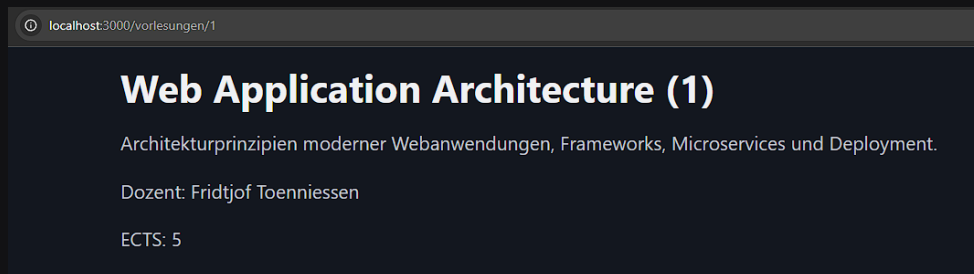 localhost:3000/vorlesungen/1
Web Application Architecture (1)
Architekturprinzipien moderner Webanwendungen, Frameworks, Microservices und Deployment.
Dozent: Fridtjof Toenniessen
ECTS: 5